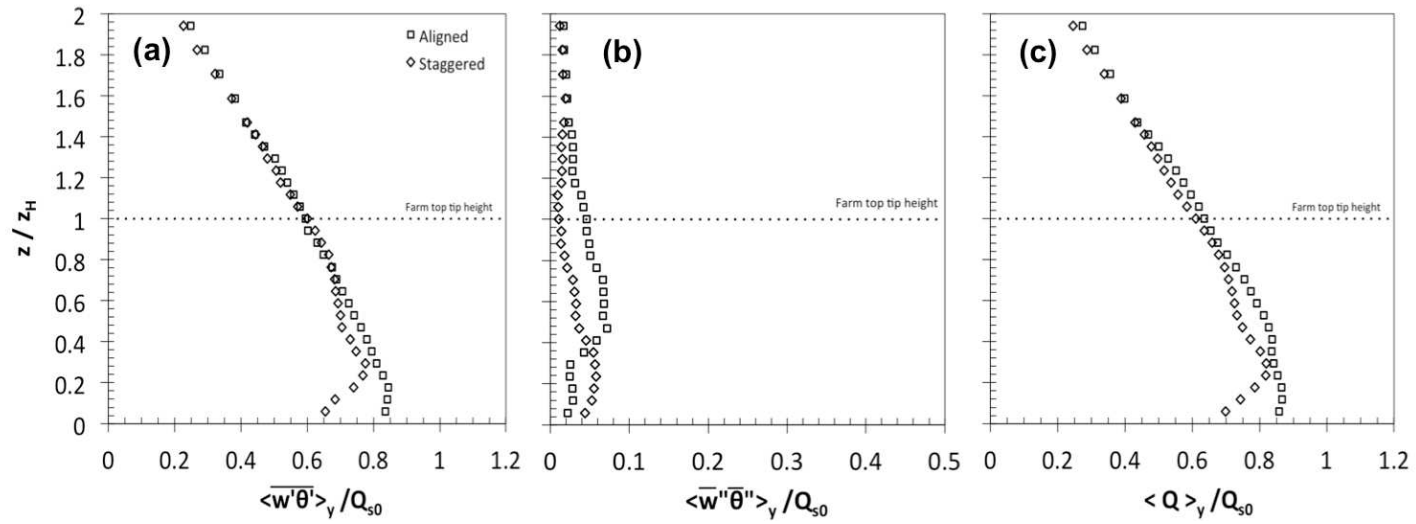 2
1.8
1.6
1.4
1.2
1
0.8
0.6
0.4
0.2
0
z / z_H
(a)
□ Aligned
◇ Staggered
Farm top tip height
0 0.2 0.4 0.6 0.8 1 1.2
<w'θ'>_y /Q_s0
(b)
Farm top tip height
0 0.1 0.2 0.3 0.4 0.5
<w̅"θ̅">_y /Q_s0
(c)
Farm top tip height
0 0.2 0.4 0.6 0.8 1 1.2
< Q >_y /Q_s0